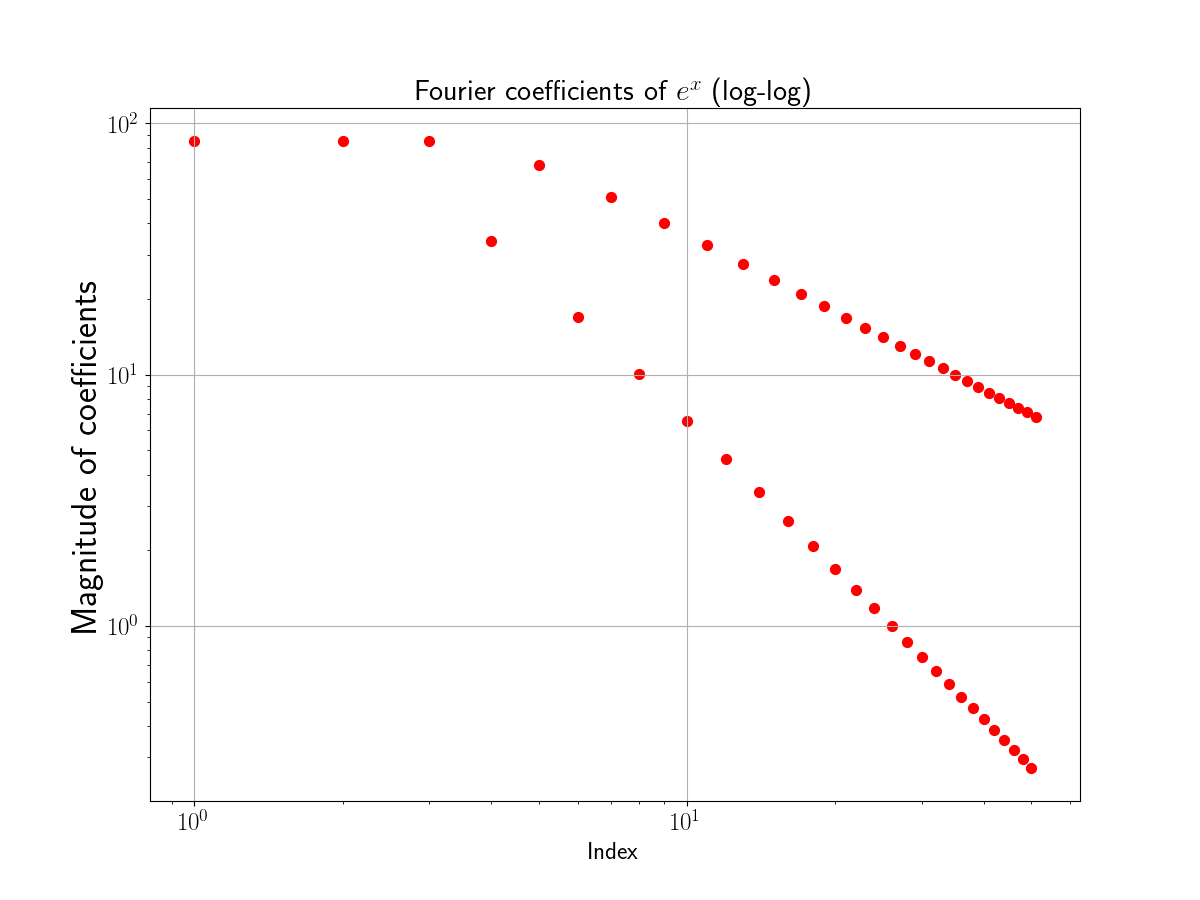 Fourier coefficients of $e^x$ (log-log)
Magnitude of coefficients
$10^2$
$10^1$
$10^0$
$10^0$
$10^1$
Index